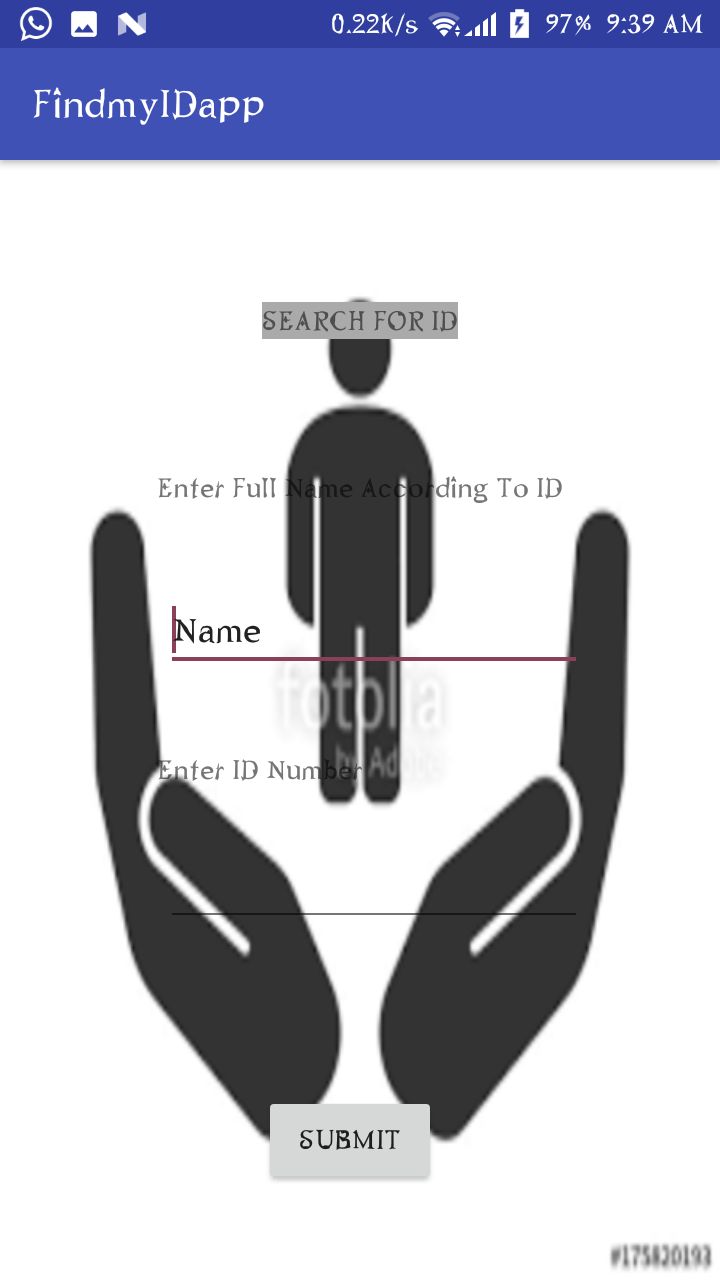 0.22K/s 97% 9:39 AM
FindmyIDapp
SEARCH FOR ID
Enter Full Name According To ID
Name
fotolia
by Adobe
Enter ID Number
SUBMIT
#175820193